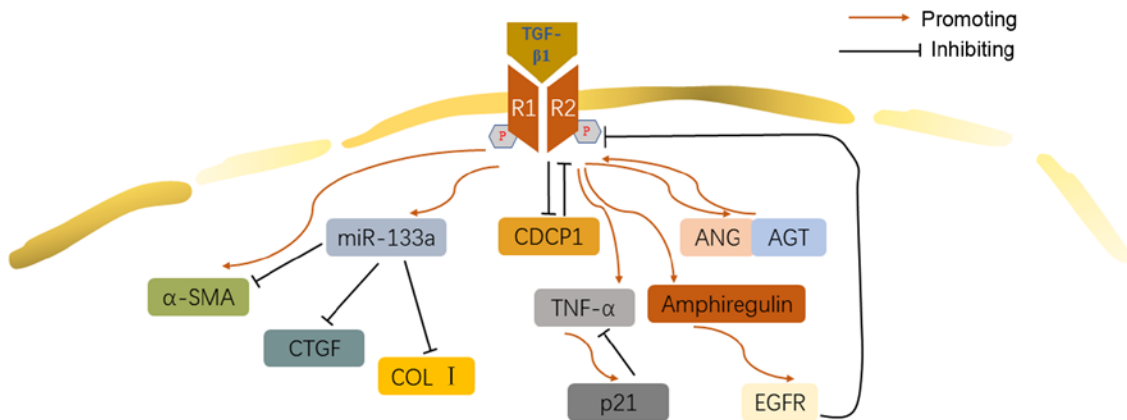 TGF-
β1
Promoting
Inhibiting
R1
R2
P
P
miR-133a
CDCP1
ANG
AGT
α-SMA
TNF-α
Amphiregulin
CTGF
COL I
p21
EGFR